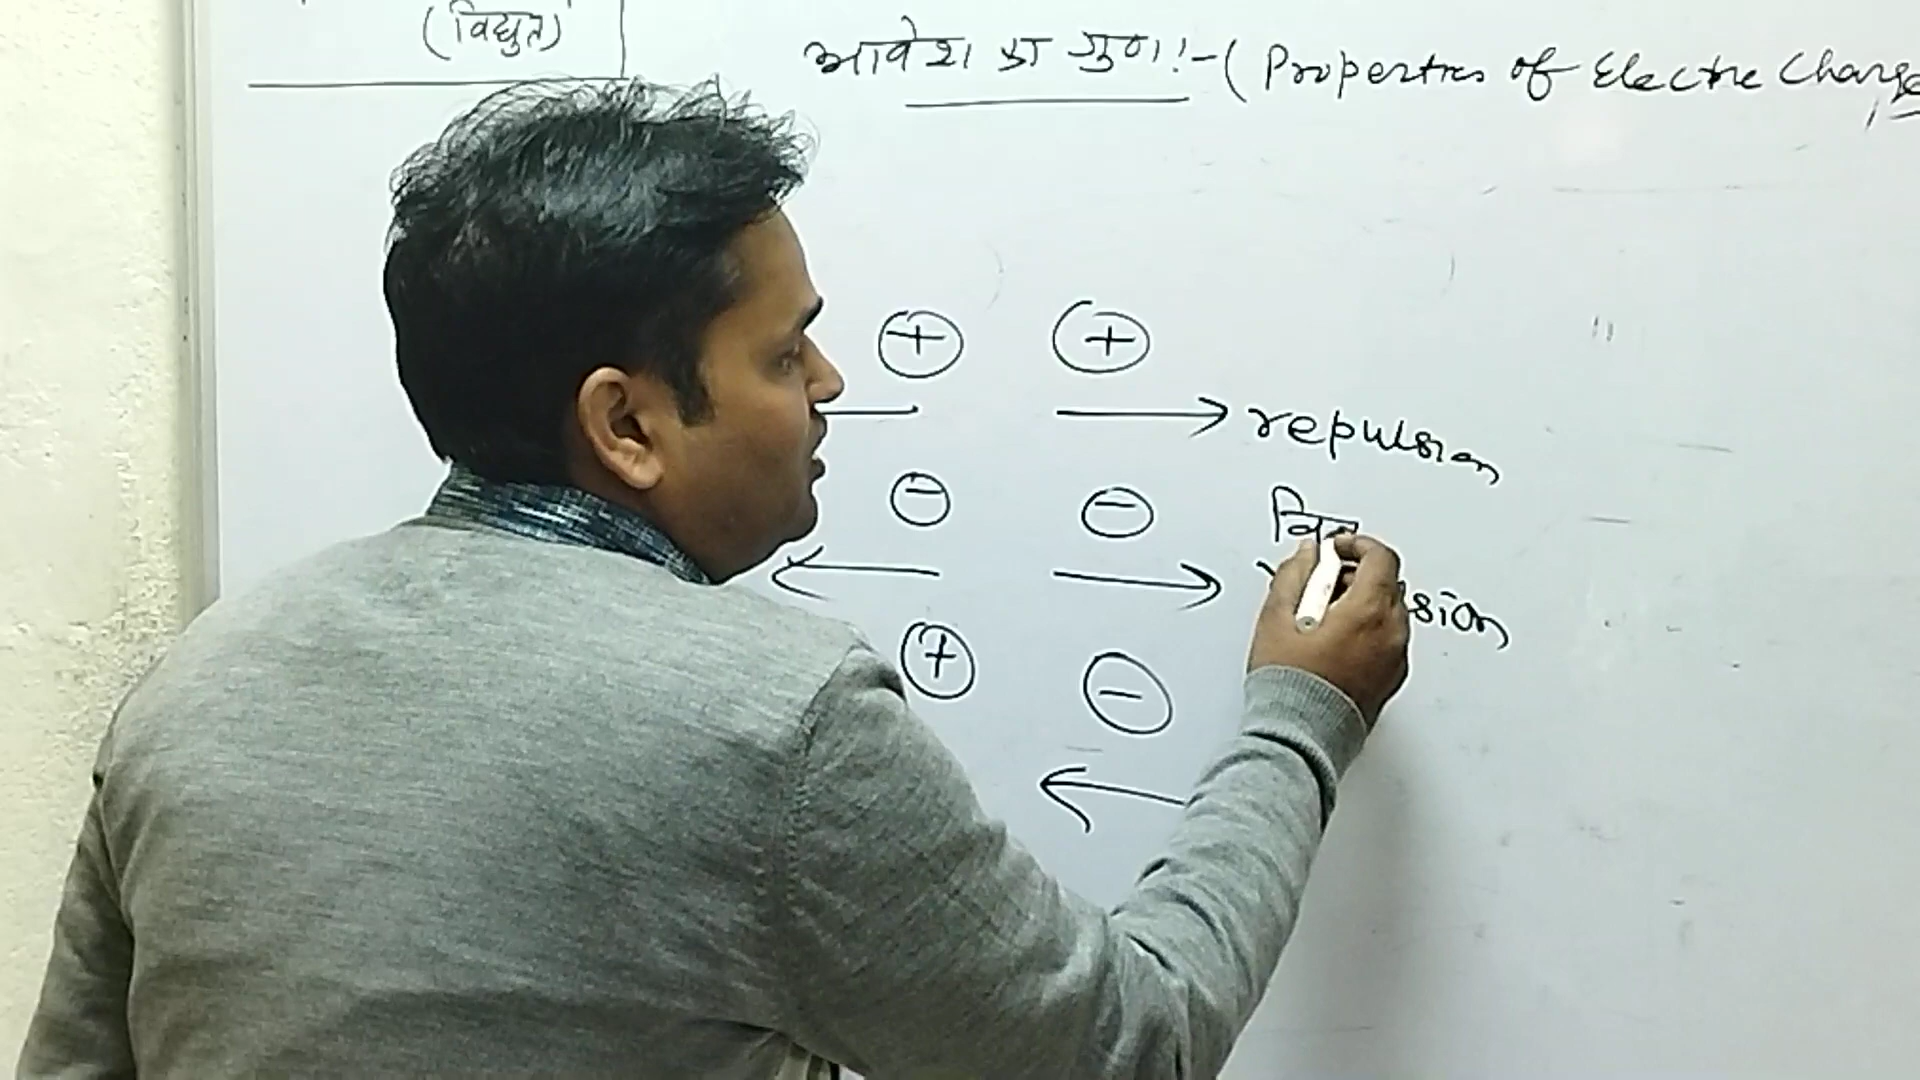 (विद्युत)
आवेश का गुण:- (Properties of Electric Charge
+ +
repulsion
- -
वि
sion
+ -